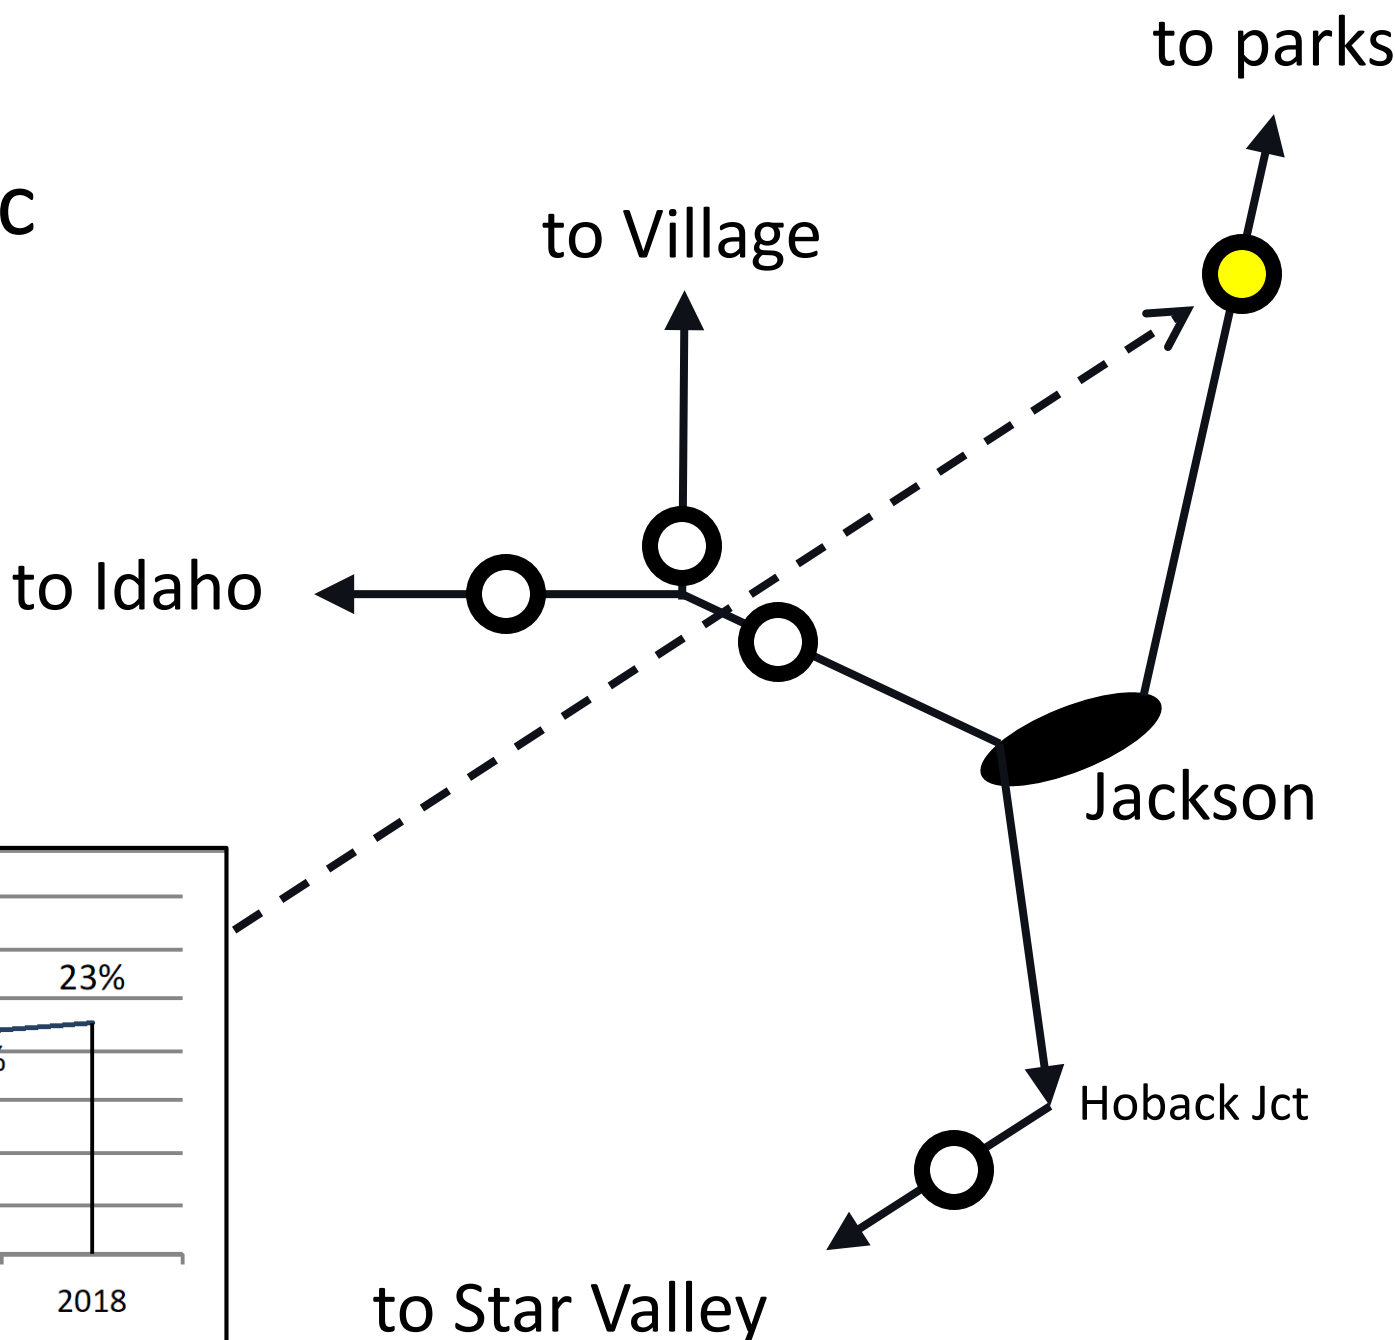 to parks
c
to Village
to Idaho
Jackson
23%
%
Hoback Jct
2018
to Star Valley